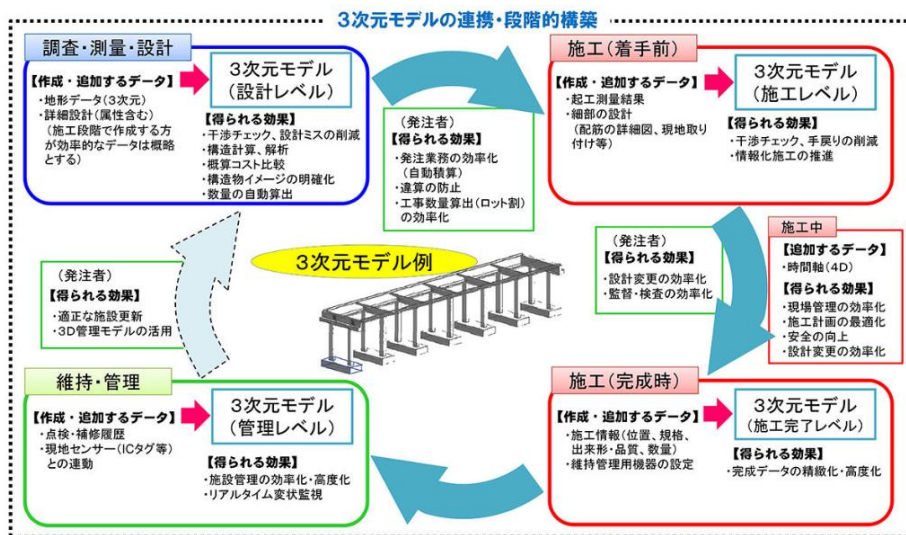 3次元モデルの連携・段階的構築
調査・測量・設計
【作成・追加するデータ】
・地形データ(3次元)
・詳細設計(属性含む)
(施工段階で作成する方
が効率的なデータは概略
とする)
3次元モデル
(設計レベル)
【得られる効果】
・干渉チェック、設計ミスの削減
・構造計算、解析
・概算コスト比較
・構造物イメージの明確化
・数量の自動算出
(発注者)
【得られる効果】
・発注業務の効率化
(自動積算)
・違算の防止
・工事数量算出(ロット割)
の効率化
施工(着手前)
【作成・追加するデータ】
・起工測量結果
・細部の設計
(配筋の詳細図、現地取り
付け等)
3次元モデル
(施工レベル)
【得られる効果】
・干渉チェック、手戻りの削減
・情報化施工の推進
施工中
【追加するデータ】
・時間軸(4D)
【得られる効果】
・現場管理の効率化
・施工計画の最適化
・安全の向上
・設計変更の効率化
(発注者)
【得られる効果】
・設計変更の効率化
・監督・検査の効率化
3次元モデル例
(発注者)
【得られる効果】
・適正な施設更新
・3D管理モデルの活用
維持・管理
【作成・追加するデータ】
・点検・補修履歴
・現地センサー(ICタグ等)
との連動
3次元モデル
(管理レベル)
【得られる効果】
・施設管理の効率化・高度化
・リアルタイム変状監視
施工(完成時)
【作成・追加するデータ】
・施工情報(位置、規格、
出来形・品質、数量)
・維持管理用機器の設定
3次元モデル
(施工完了レベル)
【得られる効果】
・完成データの精緻化・高度化